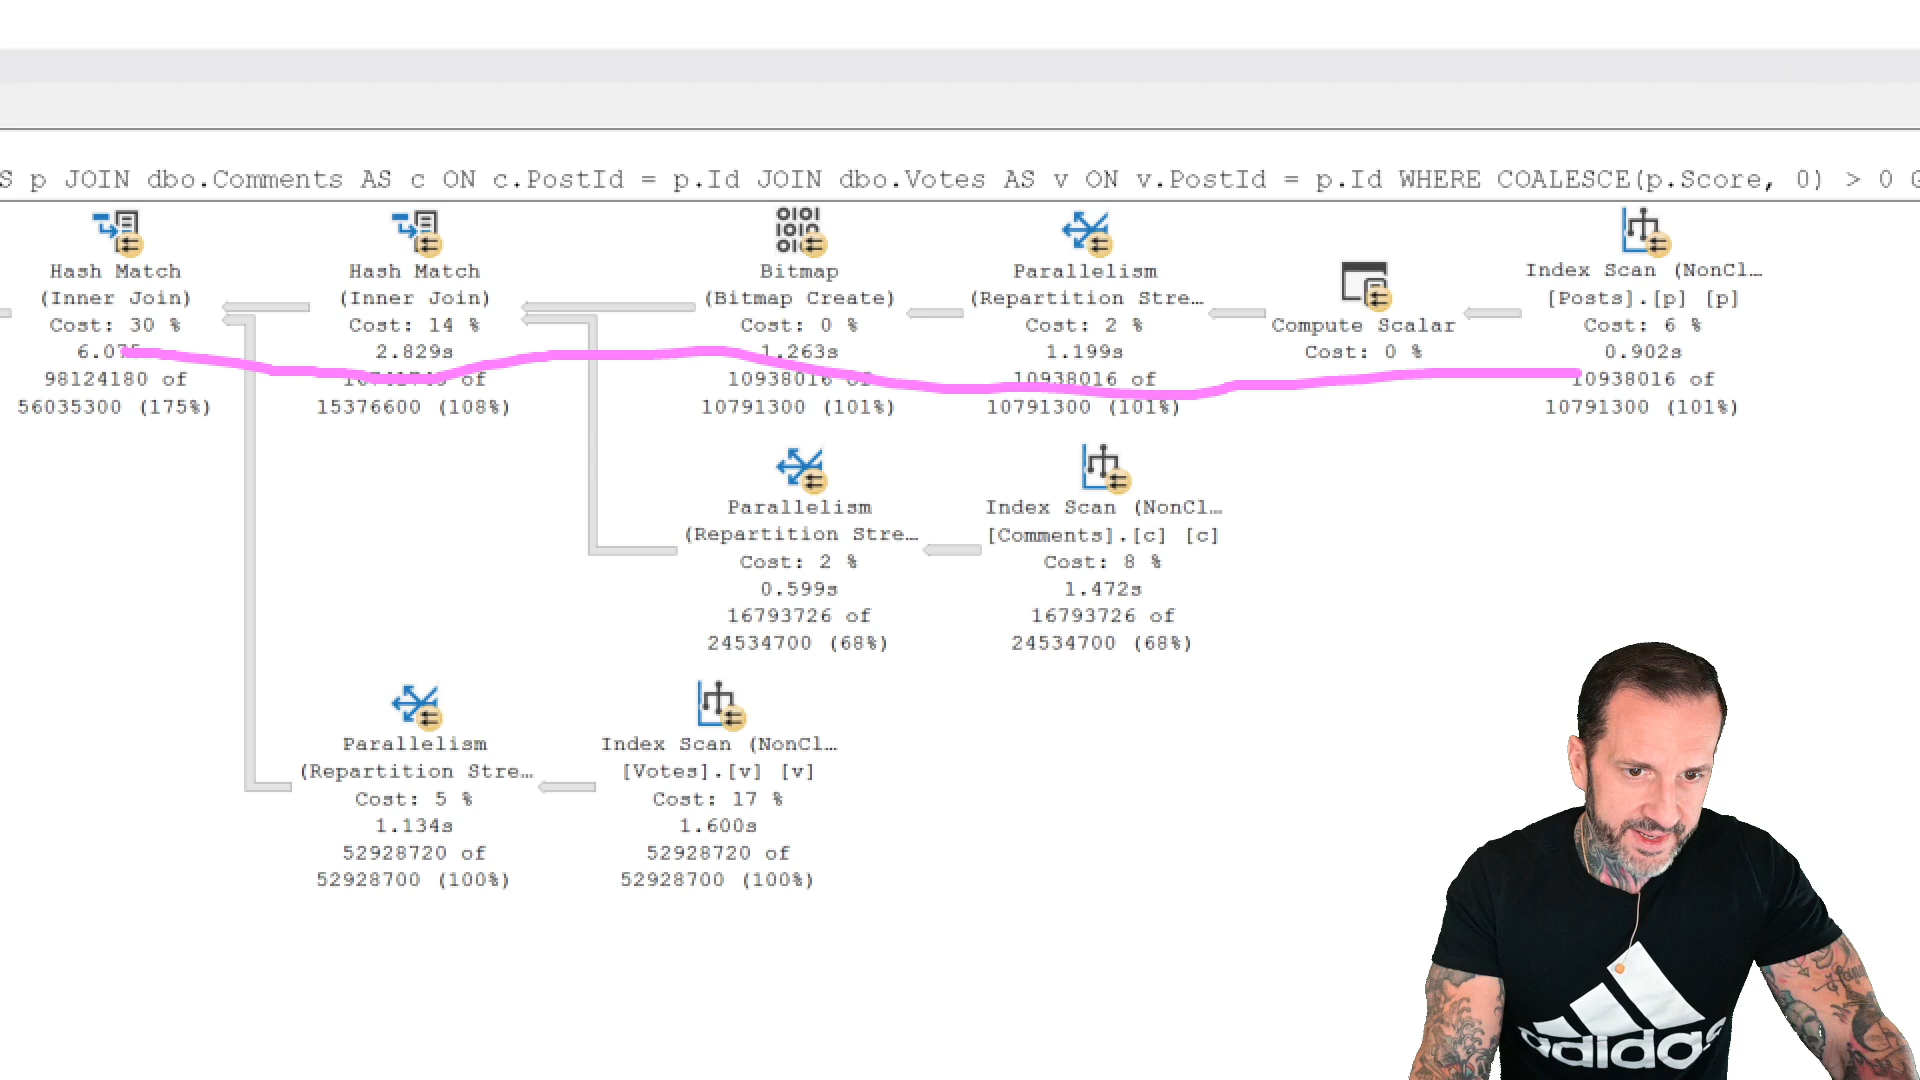 S p JOIN dbo.Comments AS c ON c.PostId = p.Id JOIN dbo.Votes AS v ON v.PostId = p.Id WHERE COALESCE(p.Score, 0) > 0 G
Hash Match
(Inner Join)
Cost: 30 %
98124180 of
56035300 (175%)
Hash Match
(Inner Join)
Cost: 14 %
2.829s
of
15376600 (108%)
Bitmap
(Bitmap Create)
Cost: 0 %
1.263s
10938016 of
10791300 (101%)
Parallelism
(Repartition Stre…
Cost: 2 %
1.199s
10938016 of
10791300 (101%)
Compute Scalar
Cost: 0 %
Index Scan (NonCl…
[Posts].[p] [p]
Cost: 6 %
0.902s
10938016 of
10791300 (101%)
Parallelism
(Repartition Stre…
Cost: 2 %
0.599s
16793726 of
24534700 (68%)
Index Scan (NonCl…
[Comments].[c] [c]
Cost: 8 %
1.472s
16793726 of
24534700 (68%)
Parallelism
(Repartition Stre…
Cost: 5 %
1.134s
52928720 of
52928700 (100%)
Index Scan (NonCl…
[Votes].[v] [v]
Cost: 17 %
1.600s
52928720 of
52928700 (100%)
adidas